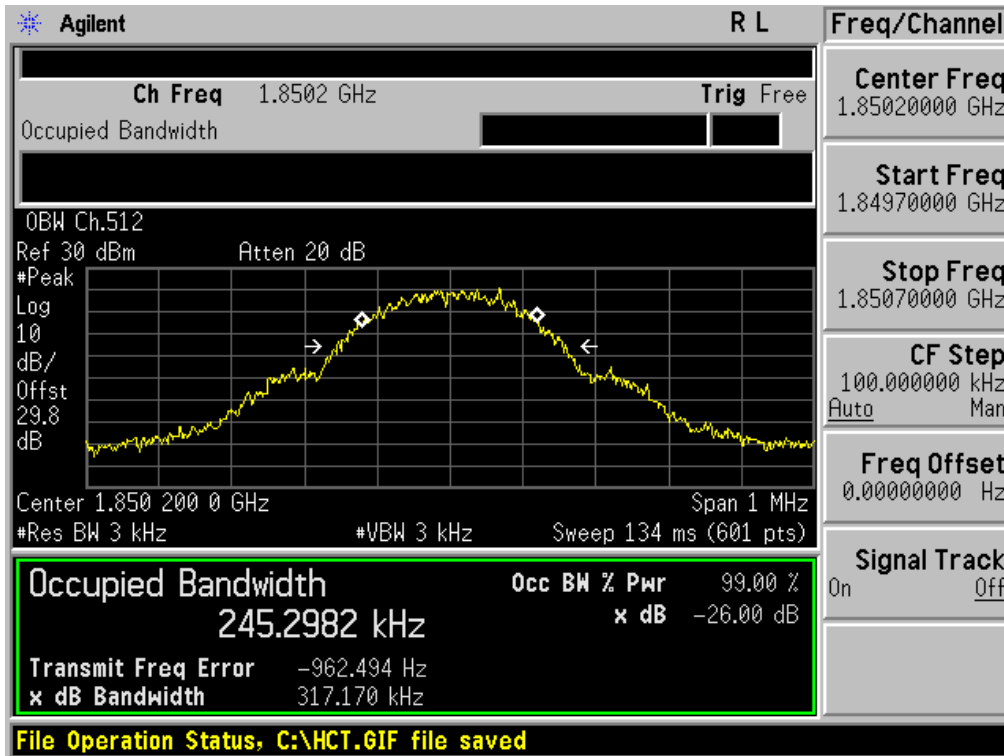 Agilent R L Freq/Channel
Ch Freq 1.8502 GHz Trig Free
Occupied Bandwidth
Center Freq
1.85020000 GHz
Start Freq
1.84970000 GHz
Stop Freq
1.85070000 GHz
CF Step
100.000000 kHz
Auto Man
Freq Offset
0.00000000 Hz
Signal Track
On Off
OBW Ch.512
Ref 30 dBm Atten 20 dB
#Peak
Log
10
dB/
Offst
29.8
dB
Center 1.850 200 0 GHz Span 1 MHz
#Res BW 3 kHz #VBW 3 kHz Sweep 134 ms (601 pts)
Occupied Bandwidth Occ BW % Pwr 99.00 %
245.2982 kHz x dB -26.00 dB
Transmit Freq Error -962.494 Hz
x dB Bandwidth 317.170 kHz
File Operation Status, C:\HCT.GIF file saved